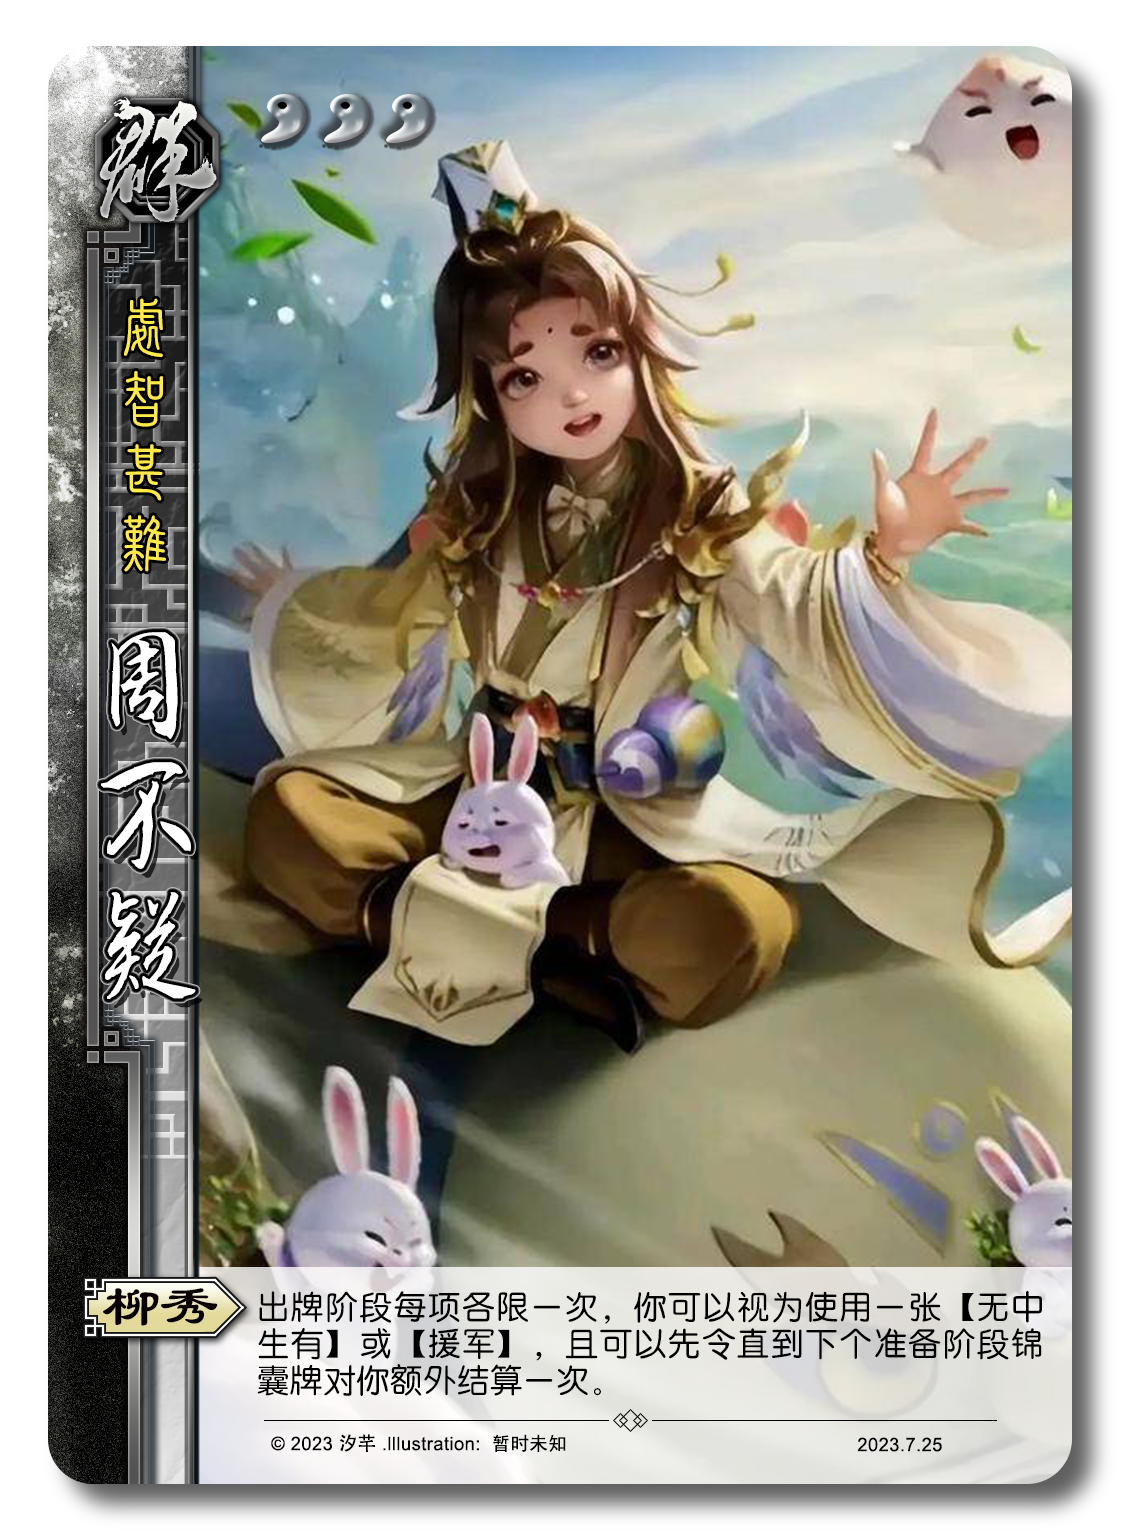 群
處智甚難
周不疑
柳秀
出牌阶段每项各限一次，你可以视为使用一张【无中
生有】或【援军】，且可以先令直到下个准备阶段锦
囊牌对你额外结算一次。
© 2023 汐芊 .Illustration: 暂时未知
2023.7.25